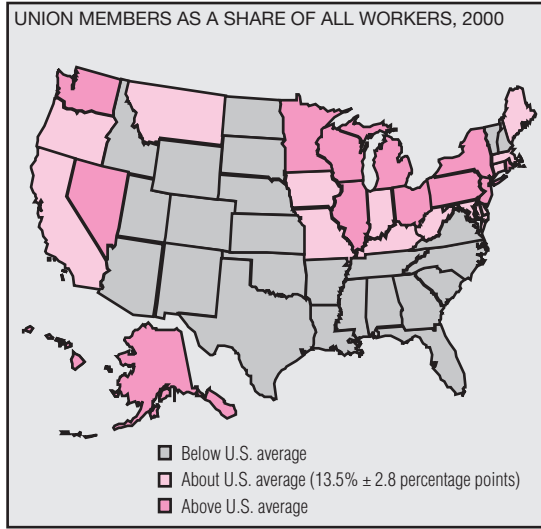 UNION MEMBERS AS A SHARE OF ALL WORKERS, 2000
Below U.S. average
About U.S. average (13.5% ± 2.8 percentage points)
Above U.S. average